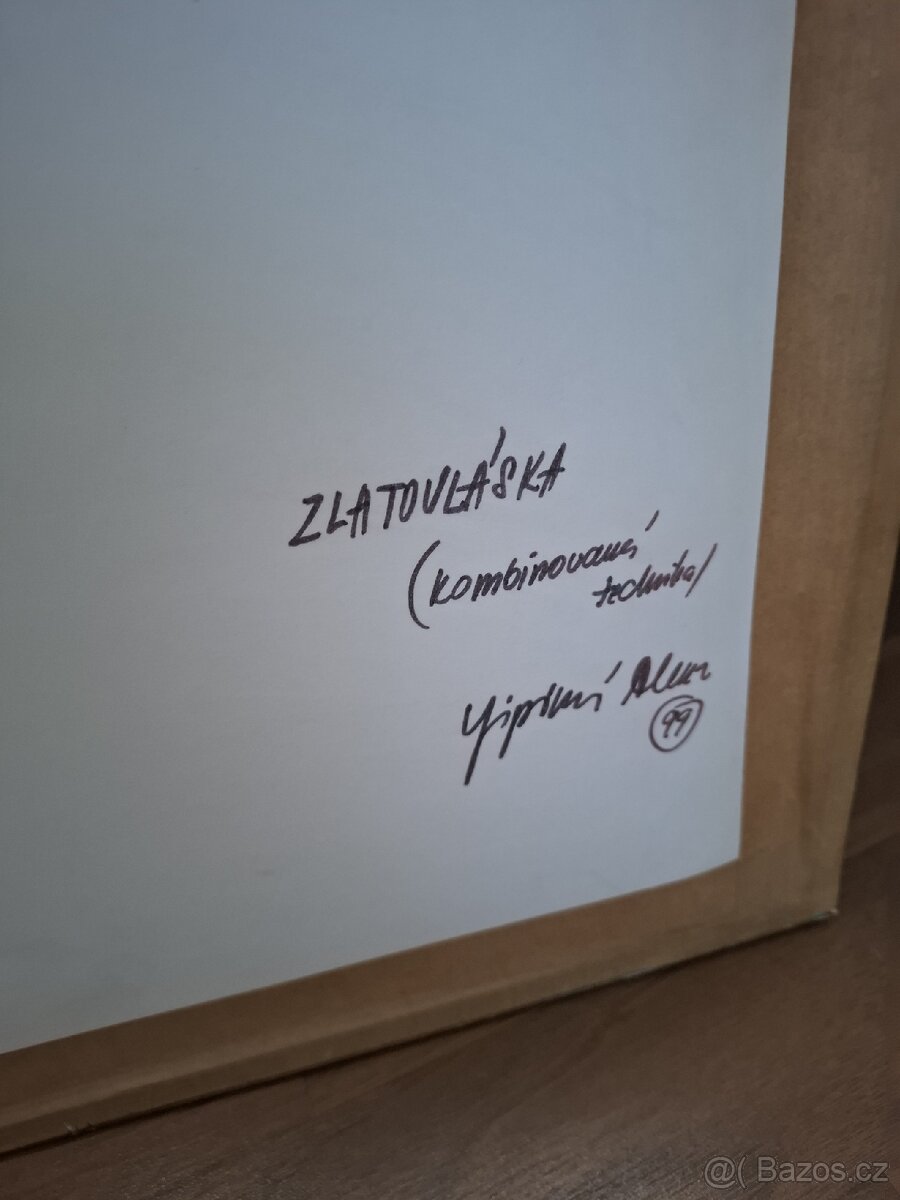 ZLATOVLÁSKA
(kombinovaná
technika)
99
@( Bazos.cz